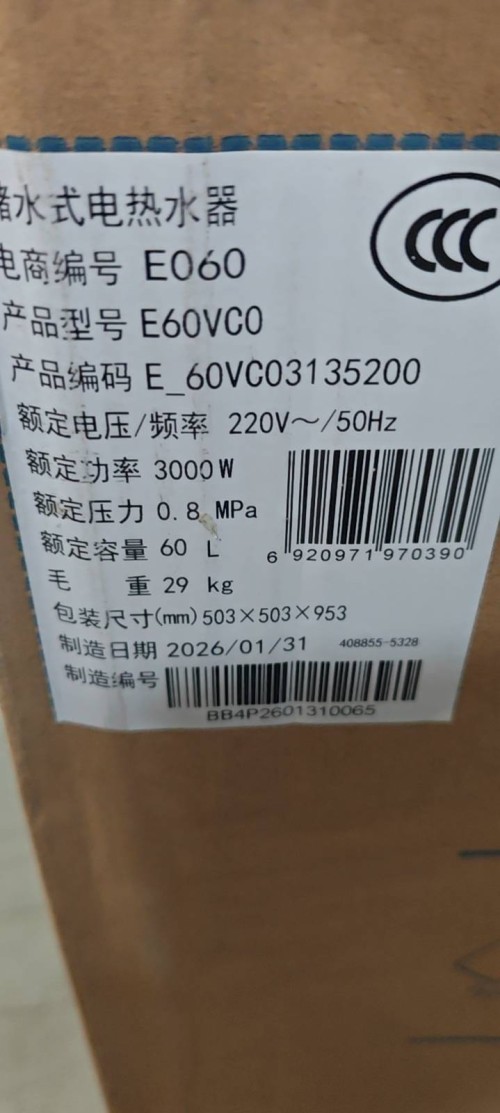 储水式电热水器
CCC
电商编号 E060
产品型号 E60VC0
产品编码 E_60VC03135200
额定电压/频率 220V～/50Hz
额定功率 3000W
额定压力 0.8 MPa
额定容量 60 L
6 920971 970390
毛 重 29 kg
包装尺寸(mm) 503×503×953
制造日期 2026/01/31 408855-5328
制造编号
BB4P2601310065